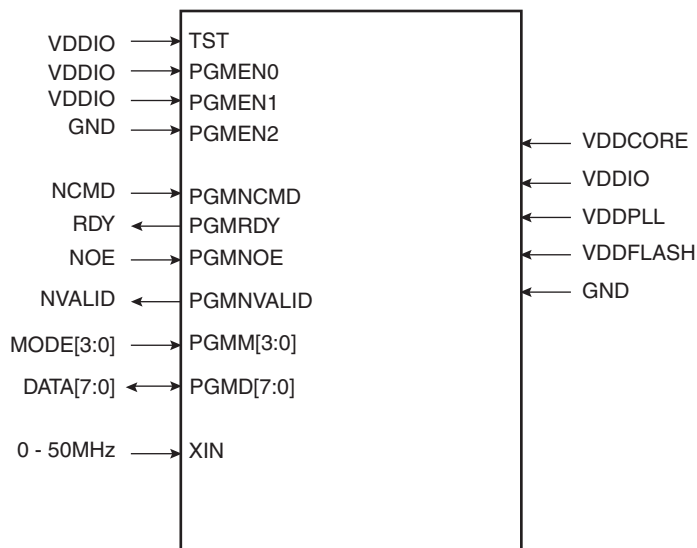 VDDIO TST
VDDIO PGMEN0
VDDIO PGMEN1
GND PGMEN2
VDDCORE
VDDIO
NCMD PGMNCMD
RDY PGMRDY
VDDPLL
NOE PGMNOE
VDDFLASH
NVALID PGMNVALID
GND
MODE[3:0] PGMM[3:0]
DATA[7:0] PGMD[7:0]
0 - 50MHz XIN